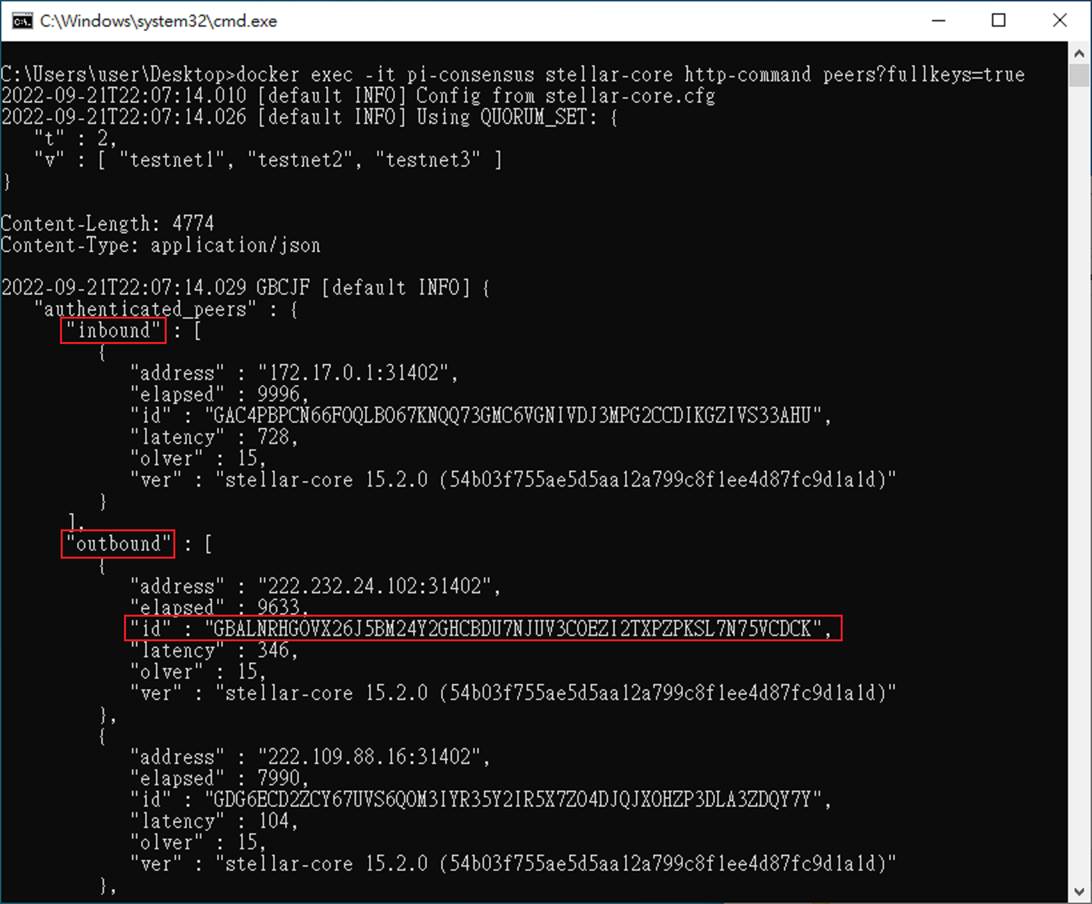 C:\Windows\system32\cmd.exe
C:\Users\user\Desktop>docker exec -it pi-consensus stellar-core http-command peers?fullkeys=true
2022-09-21T22:07:14.010 [default INFO] Config from stellar-core.cfg
2022-09-21T22:07:14.026 [default INFO] Using QUORUM_SET: {
"t" : 2,
"v" : [ "testnet1", "testnet2", "testnet3" ]
}
Content-Length: 4774
Content-Type: application/json
2022-09-21T22:07:14.029 GBCJF [default INFO] {
"authenticated_peers" : {
"inbound" : [
{
"address" : "172.17.0.1:31402",
"elapsed" : 9996,
"id" : "GAC4PBPCN66FOQLBO67KNQQ73GMC6VGNIVDJ3MPG2CCDIKGZIVS33AHU",
"latency" : 728,
"olver" : 15,
"ver" : "stellar-core 15.2.0 (54b03f755ae5d5aa12a799c8f1ee4d87fc9d1a1d)"
}
],
"outbound" : [
{
"address" : "222.232.24.102:31402",
"elapsed" : 9633,
"id" : "GBALNRHGOVX26J5BM24Y2GHCBDU7NJUV3COEZI2TXPZPKSL7N75VCDCK",
"latency" : 346,
"olver" : 15,
"ver" : "stellar-core 15.2.0 (54b03f755ae5d5aa12a799c8f1ee4d87fc9d1a1d)"
},
{
"address" : "222.109.88.16:31402",
"elapsed" : 7990,
"id" : "GDG6ECD2ZCY67UVS6QOM3IYR35Y2IR5X7ZO4DJQJXOHZP3DLA3ZDQY7Y",
"latency" : 104,
"olver" : 15,
"ver" : "stellar-core 15.2.0 (54b03f755ae5d5aa12a799c8f1ee4d87fc9d1a1d)"
},